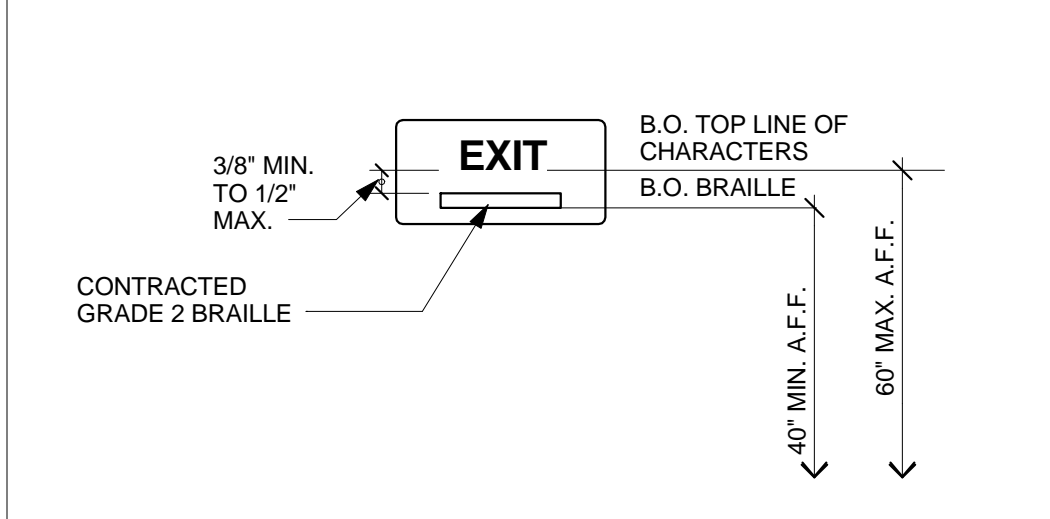 EXIT
B.O. TOP LINE OF
CHARACTERS
3/8" MIN.
TO 1/2"
MAX.
B.O. BRAILLE
CONTRACTED
GRADE 2 BRAILLE
40" MIN. A.F.F.
60" MAX. A.F.F.